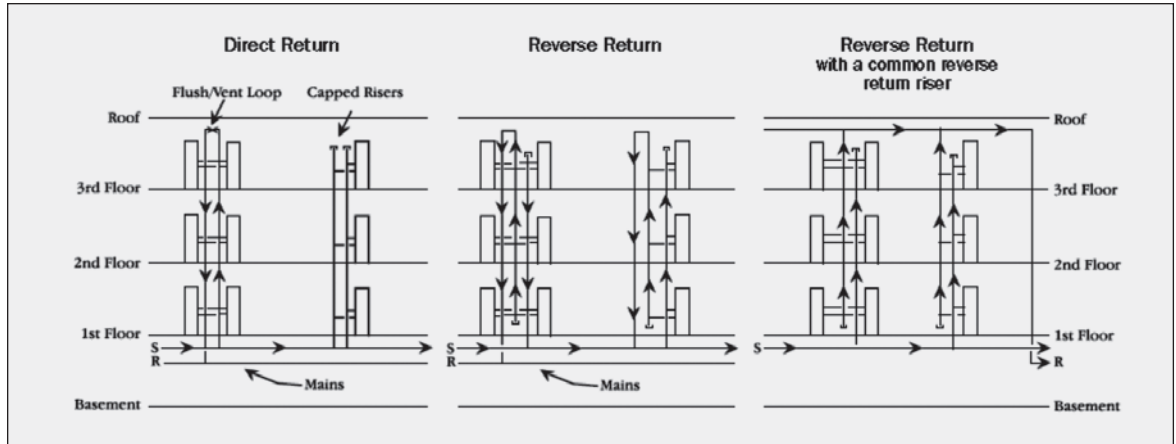 Direct Return
Reverse Return
Reverse Return
with a common reverse
return riser
Flush/Vent Loop
Capped Risers
Roof
Roof
3rd Floor
3rd Floor
2nd Floor
2nd Floor
1st Floor
1st Floor
S
S
R
R
Mains
Mains
Basement
Basement